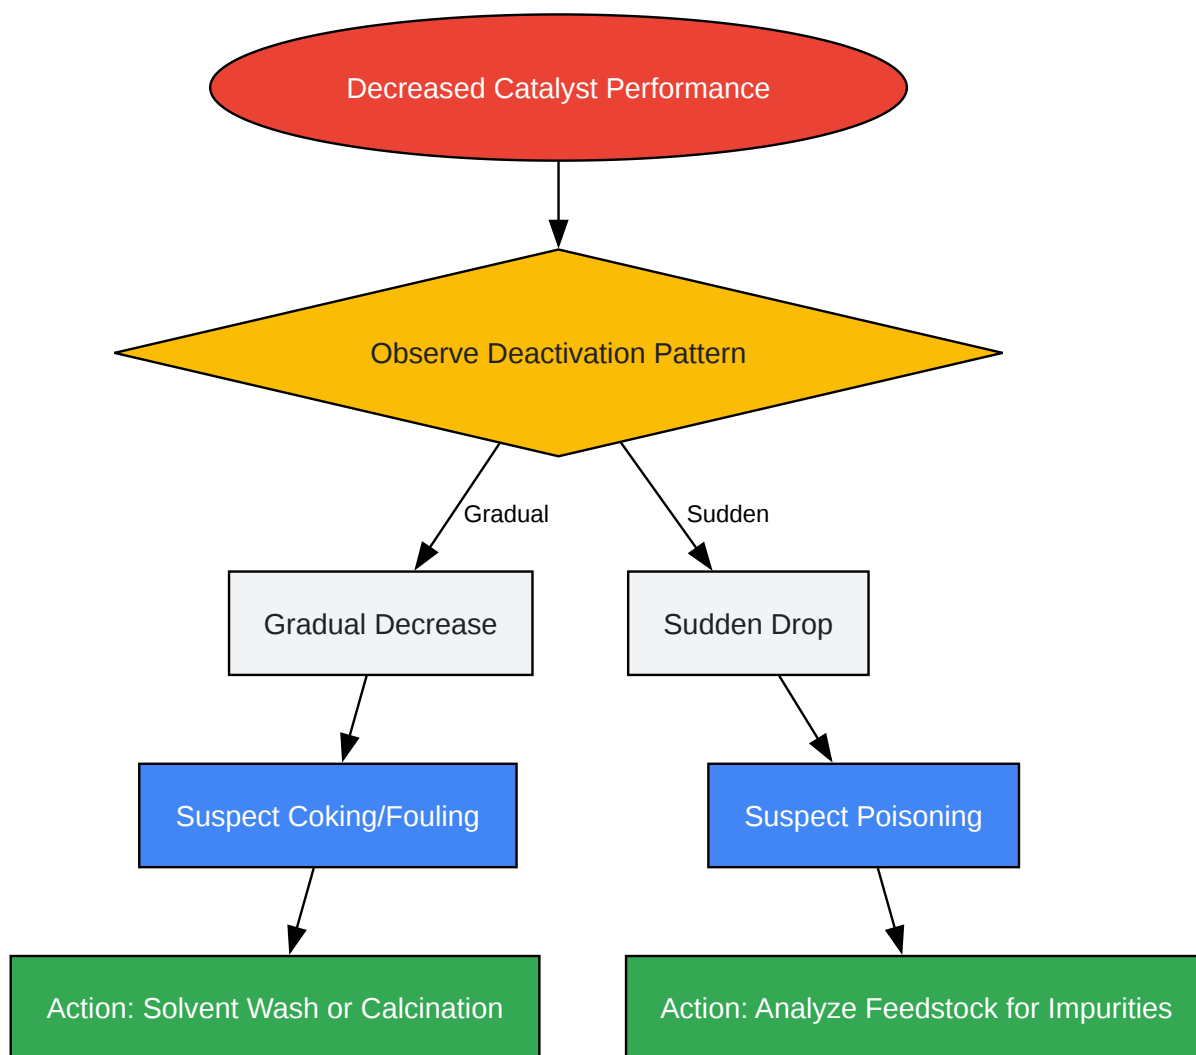 Decreased Catalyst Performance
Observe Deactivation Pattern
Gradual
Sudden
Gradual Decrease
Sudden Drop
Suspect Coking/Fouling
Suspect Poisoning
Action: Solvent Wash or Calcination
Action: Analyze Feedstock for Impurities